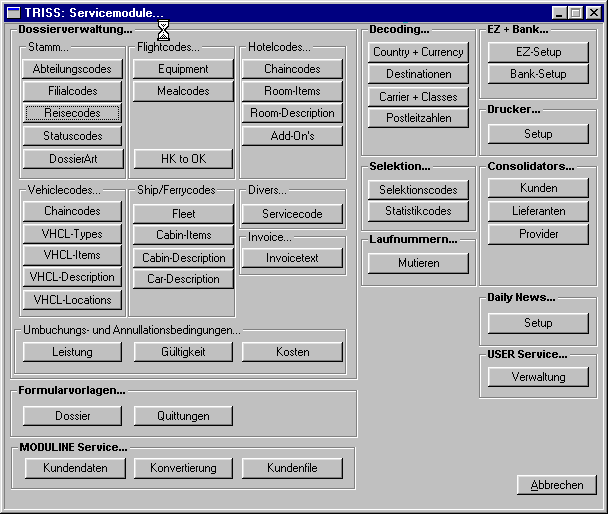 TRISS: Servicemodule...
Dossierverwaltung...
Stamm...
Abteilungscodes
Filialcodes
Reisecodes
Statuscodes
DossierArt
Flightcodes...
Equipment
Mealcodes
HK to OK
Hotelcodes...
Chaincodes
Room-Items
Room-Description
Add-On's
Vehiclecodes...
Chaincodes
VHCL-Types
VHCL-Items
VHCL-Description
VHCL-Locations
Ship/Ferrycodes
Fleet
Cabin-Items
Cabin-Description
Car-Description
Divers...
Servicecode
Invoice...
Invoicetext
Umbuchungs- und Annullationsbedingungen...
Leistung
Gültigkeit
Kosten
Formularvorlagen...
Dossier
Quittungen
MODULINE Service...
Kundendaten
Konvertierung
Kundenfile
Decoding...
Country + Currency
Destinationen
Carrier + Classes
Postleitzahlen
Selektion...
Selektionscodes
Statistikcodes
Laufnummern...
Mutieren
EZ + Bank...
EZ-Setup
Bank-Setup
Drucker...
Setup
Consolidators...
Kunden
Lieferanten
Provider
Daily News...
Setup
USER Service...
Verwaltung
Abbrechen